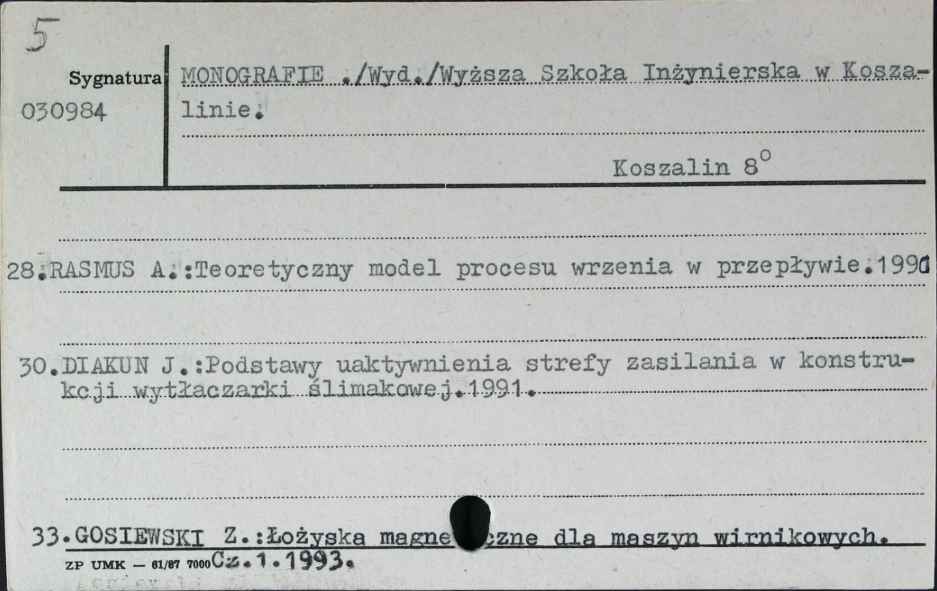 5
Sygnatura
030984
MONOGRAFIE ./Wyd./Wyższa Szkoła Inżynierska w Kosza-
linie.
Koszalin 8°
28.RASMUS A.:Teoretyczny model procesu wrzenia w przepływie.1990
30.DIAKUN J.:Podstawy uaktywnienia strefy zasilania w konstru-
kcji wytłaczarki ślimakowej.1991.
33.GOSIEWSKI Z.:Łożyska magne czne dla maszyn wirnikowych.
ZP UMK — 61/87 7000 Cz.1.1993.